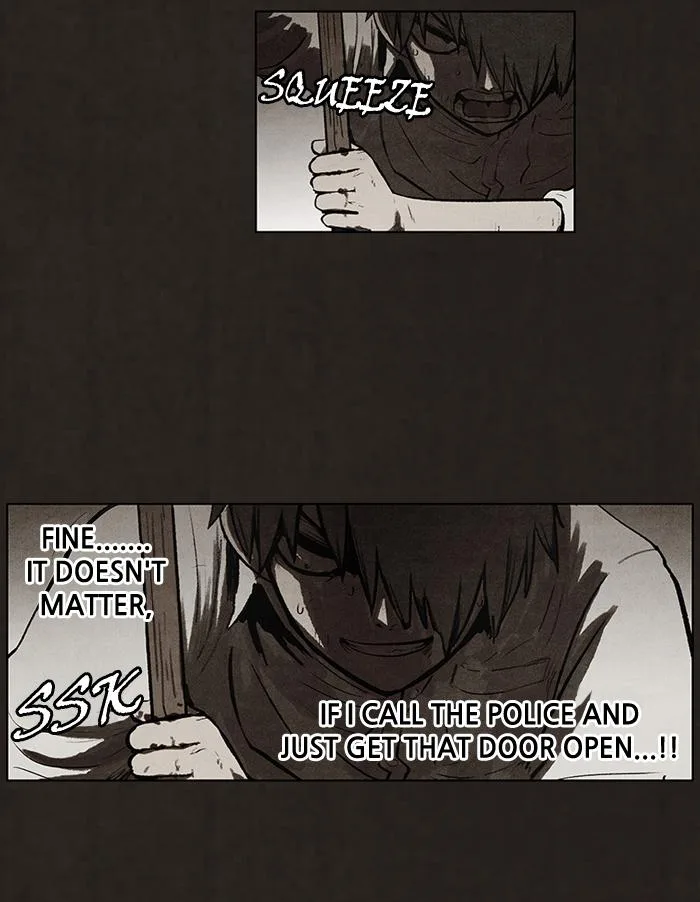 SQUEEZE
FINE.......
IT DOESN'T
MATTER,
SSK
IF I CALL THE POLICE AND
JUST GET THAT DOOR OPEN...!!